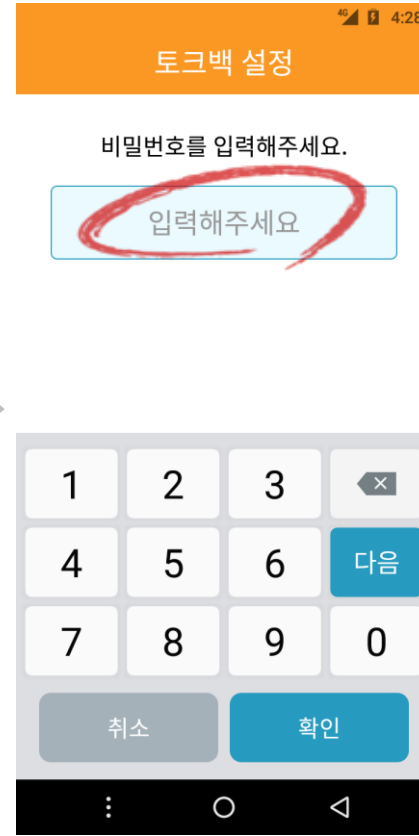 4G 4:28
토크백 설정
비밀번호를 입력해주세요.
입력해주세요
1 2 3
4 5 6 다음
7 8 9 0
취소 확인